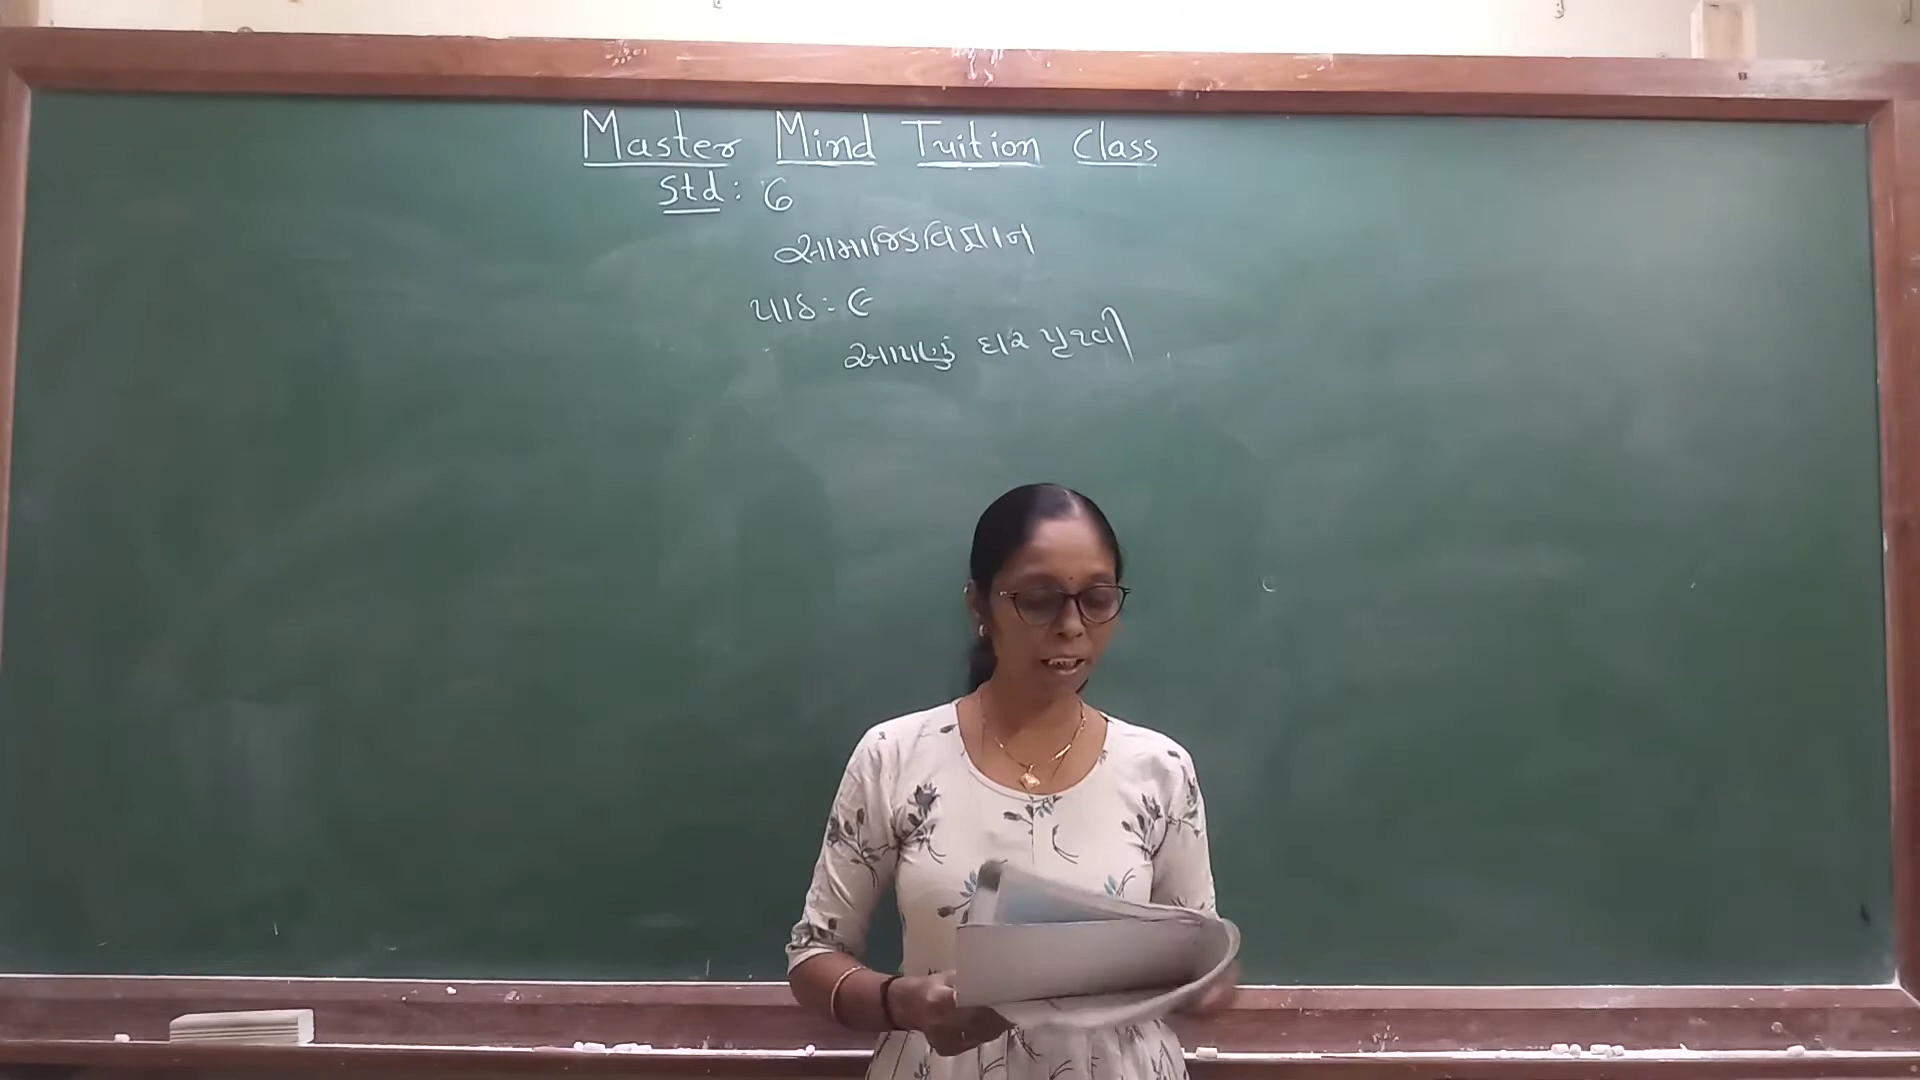 Master Mind Tuition Class
Std : 6
સામાજિકવિજ્ઞાન
પાઠ : ૯
આપણું ઘર પૃથ્વી